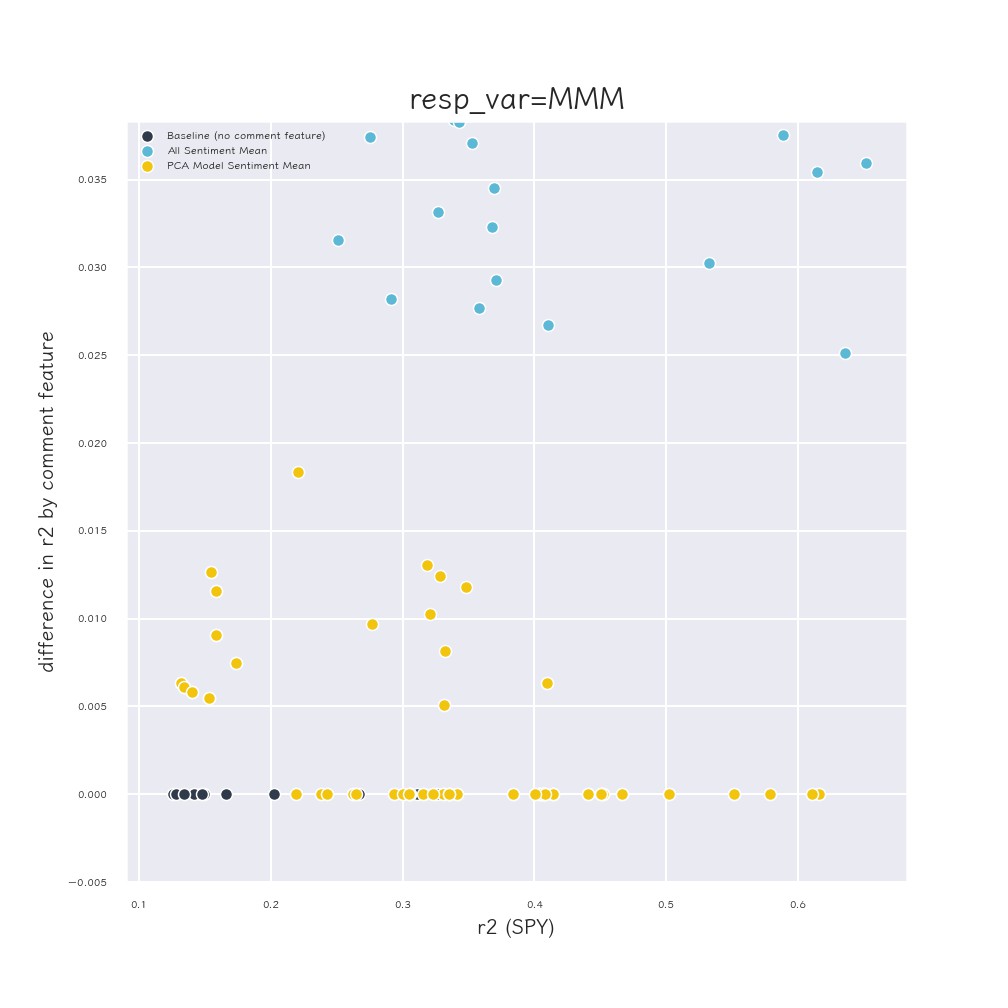 resp_var=MMM
Baseline (no comment feature)
All Sentiment Mean
PCA Model Sentiment Mean
difference in r2 by comment feature
0.035
0.030
0.025
0.020
0.015
0.010
0.005
0.000
−0.005
0.1 0.2 0.3 0.4 0.5 0.6
r2 (SPY)